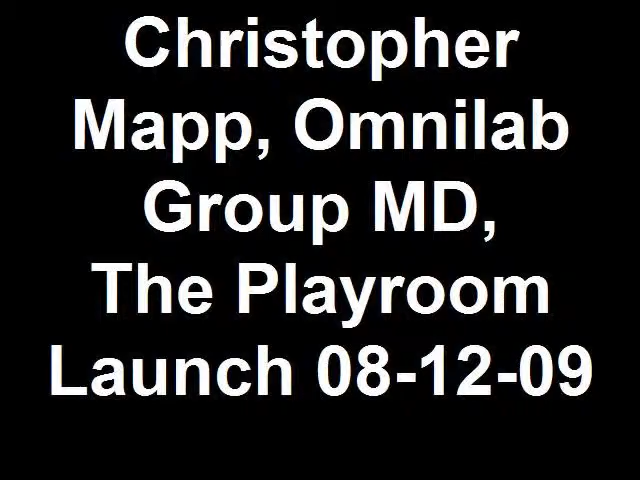 Christopher
Mapp, Omnilab
Group MD,
The Playroom
Launch 08-12-09